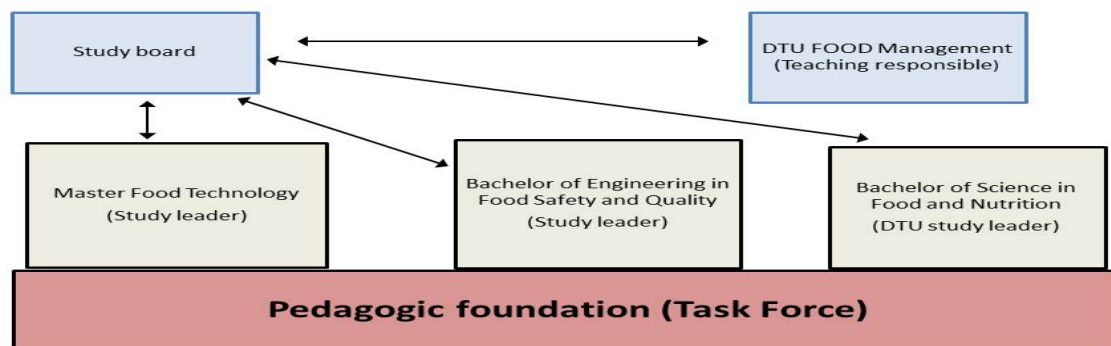 Study board
DTU FOOD Management
(Teaching responsible)
Master Food Technology
(Study leader)
Bachelor of Engineering in
Food Safety and Quality
(Study leader)
Bachelor of Science in
Food and Nutrition
(DTU study leader)
Pedagogic foundation (Task Force)